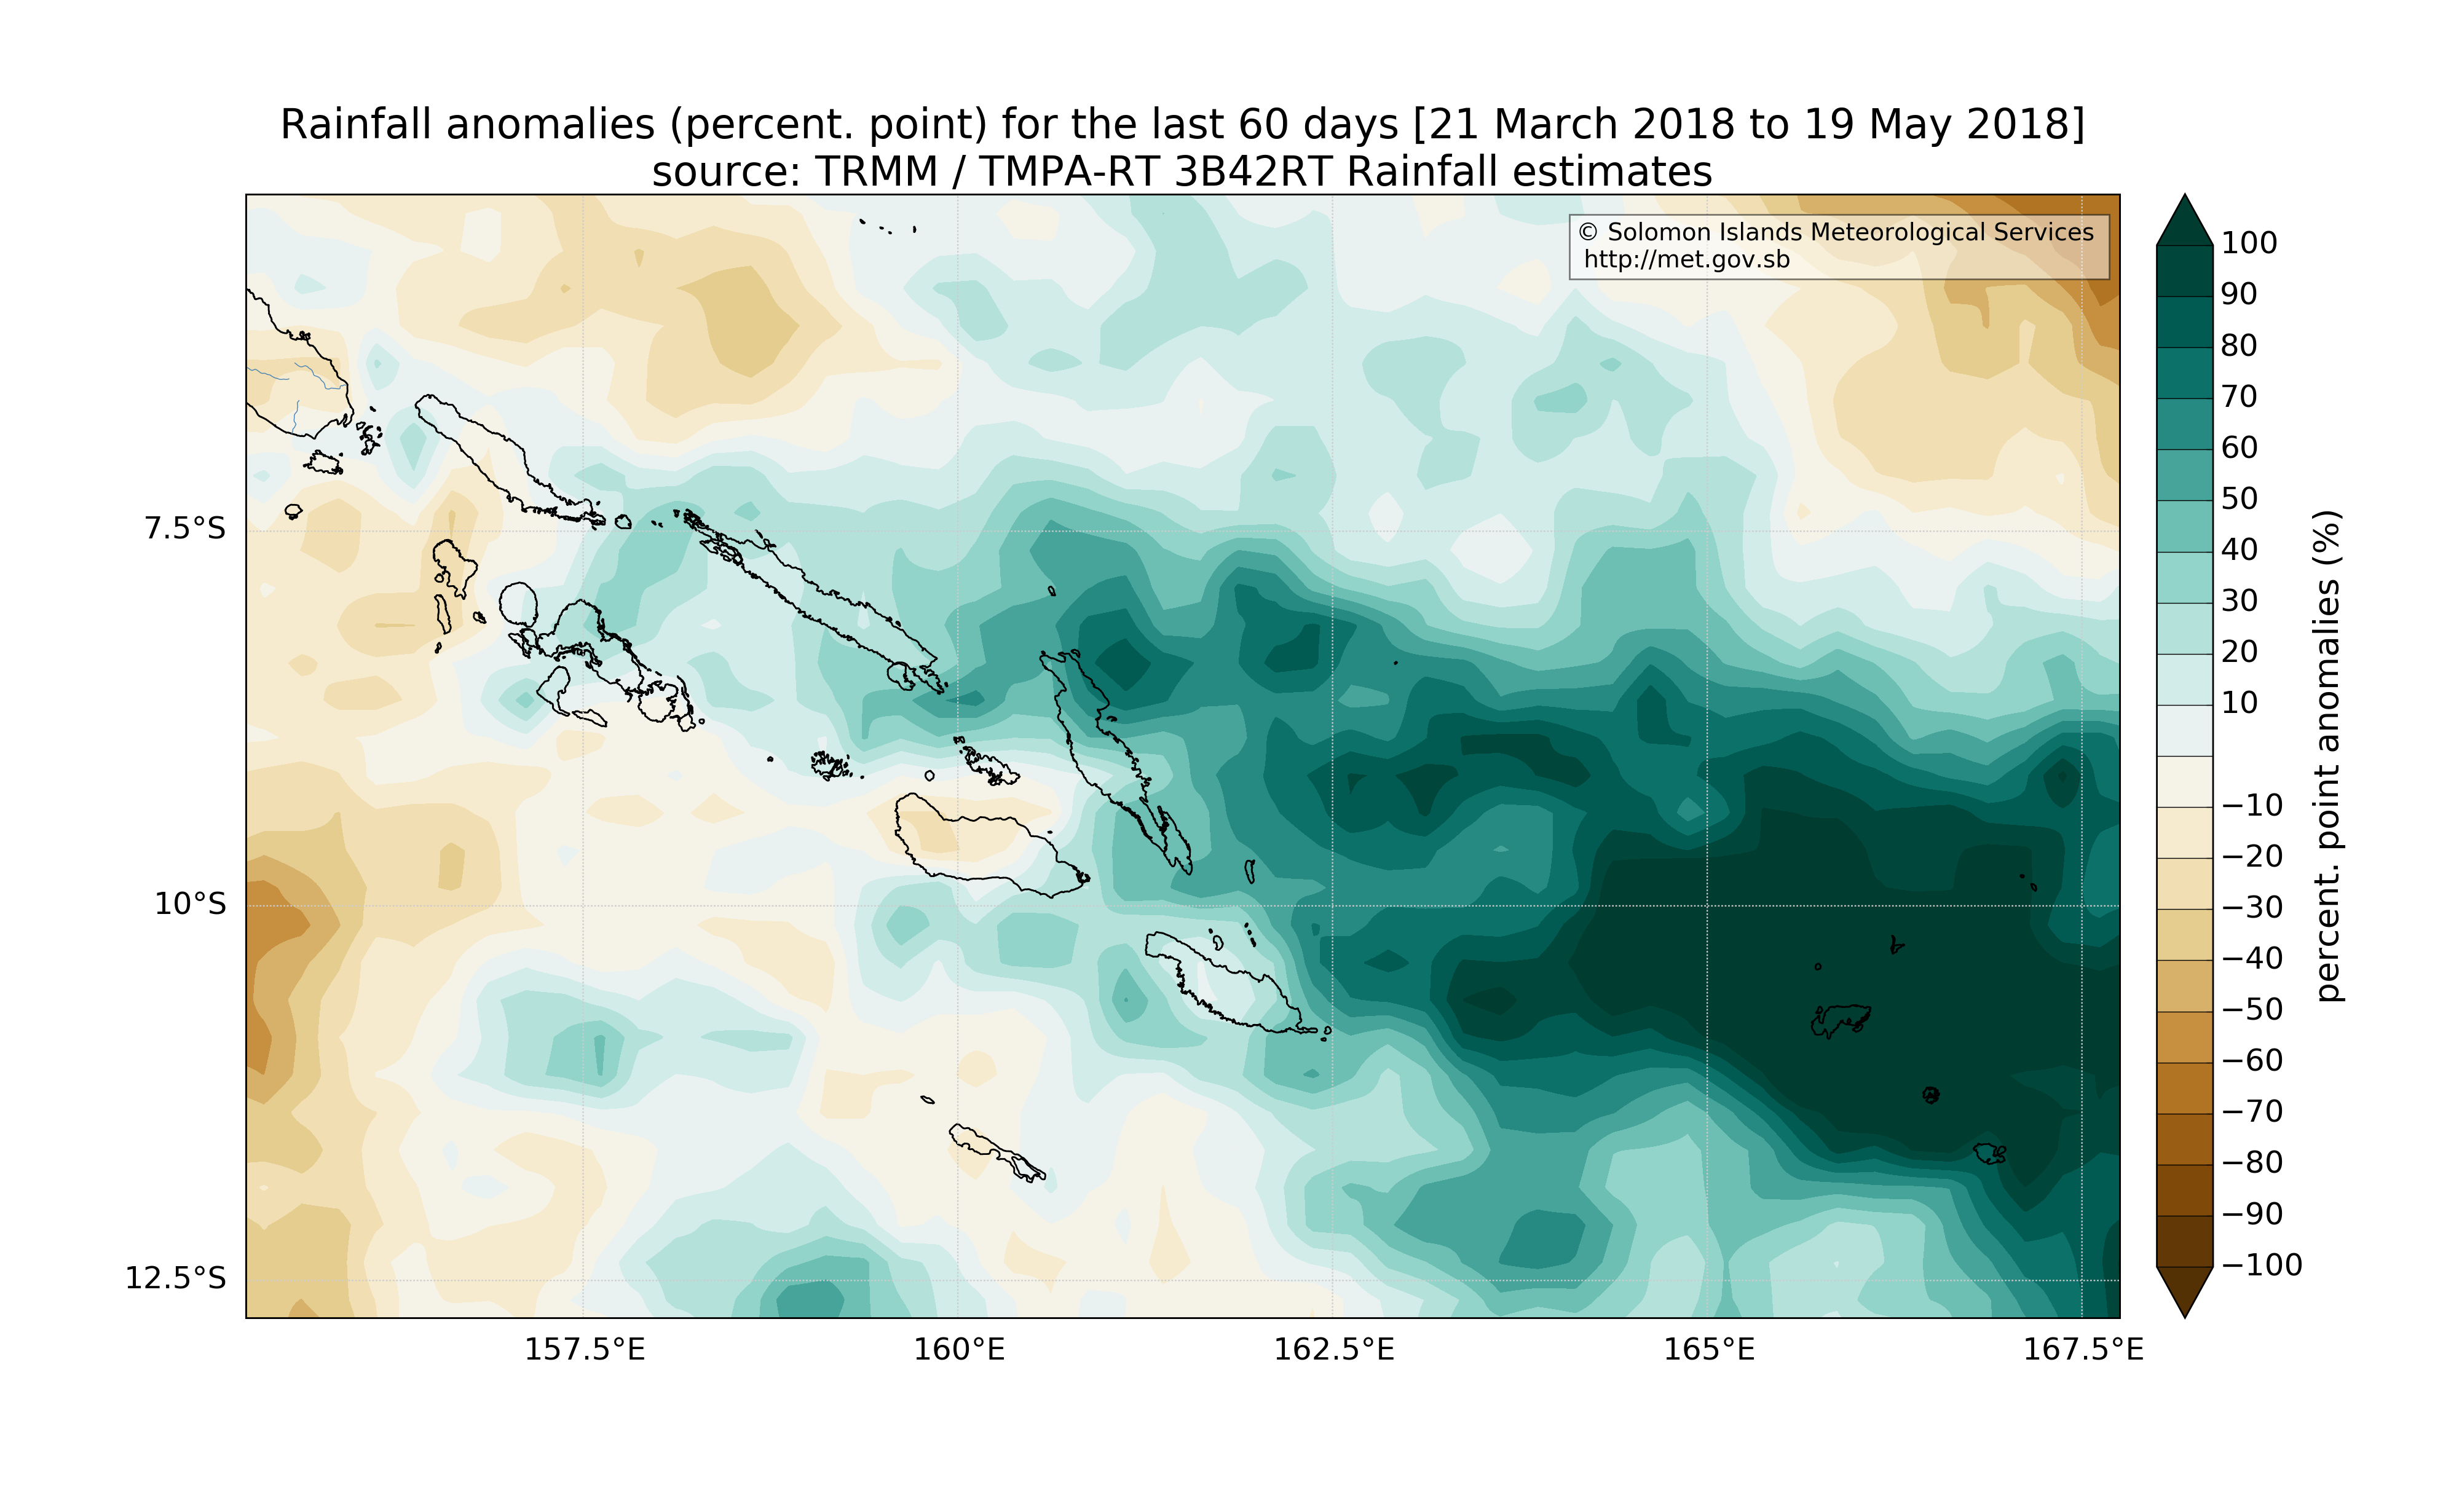 Rainfall anomalies (percent. point) for the last 60 days [21 March 2018 to 19 May 2018]
source: TRMM / TMPA-RT 3B42RT Rainfall estimates
© Solomon Islands Meteorological Services
http://met.gov.sb
7.5°S
10°S
12.5°S
157.5°E
160°E
162.5°E
165°E
167.5°E
100
90
80
70
60
50
40
30
20
10
−10
−20
−30
−40
−50
−60
−70
−80
−90
−100
percent. point anomalies (%)